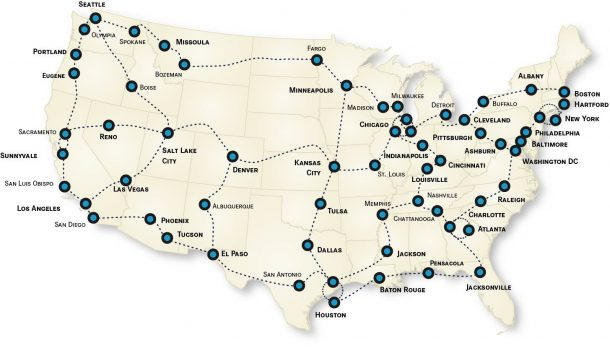 SEATTLE
OLYMPIA
SPOKANE
MISSOULA
PORTLAND
BOZEMAN
FARGO
EUGENE
BOISE
MINNEAPOLIS
MADISON
MILWAUKEE
DETROIT
BUFFALO
ALBANY
BOSTON
HARTFORD
NEW YORK
CHICAGO
CLEVELAND
SACRAMENTO
RENO
PITTSBURGH
PHILADELPHIA
BALTIMORE
SUNNYVALE
SALT LAKE
CITY
INDIANAPOLIS
ASHBURN
WASHINGTON DC
DENVER
KANSAS
CITY
ST. LOUIS
CINCINNATI
LOUISVILLE
SAN LUIS OBISPO
LAS VEGAS
NASHVILLE
RALEIGH
LOS ANGELES
ALBUQUERQUE
TULSA
MEMPHIS
CHATTANOOGA
CHARLOTTE
SAN DIEGO
PHOENIX
TUCSON
ATLANTA
EL PASO
DALLAS
JACKSON
SAN ANTONIO
PENSACOLA
BATON ROUGE
JACKSONVILLE
HOUSTON